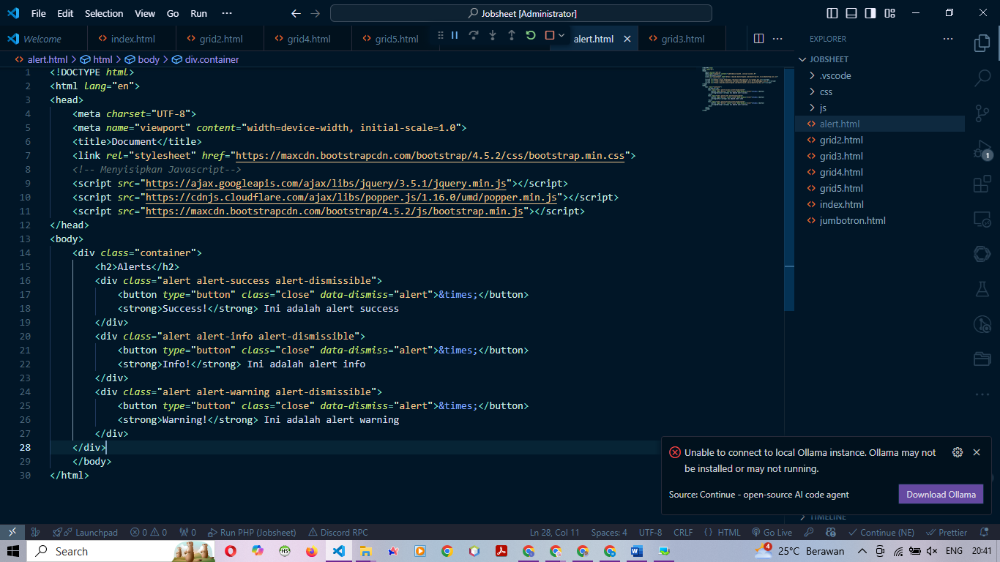 File Edit Selection View Go Run ··· Jobsheet [Administrator]
Welcome index.html grid2.html grid4.html grid5.html alert.html grid3.html
alert.html > html > body > div.container
1 <!DOCTYPE html>
2 <html lang="en">
3 <head>
4 <meta charset="UTF-8">
5 <meta name="viewport" content="width=device-width, initial-scale=1.0">
6 <title>Document</title>
7 <link rel="stylesheet" href="https://maxcdn.bootstrapcdn.com/bootstrap/4.5.2/css/bootstrap.min.css">
8 <!-- Menyisipkan Javascript-->
9 <script src="https://ajax.googleapis.com/ajax/libs/jquery/3.5.1/jquery.min.js"></script>
10 <script src="https://cdnjs.cloudflare.com/ajax/libs/popper.js/1.16.0/umd/popper.min.js"></script>
11 <script src="https://maxcdn.bootstrapcdn.com/bootstrap/4.5.2/js/bootstrap.min.js"></script>
12 </head>
13 <body>
14 <div class="container">
15 <h2>Alerts</h2>
16 <div class="alert alert-success alert-dismissible">
17 <button type="button" class="close" data-dismiss="alert">&times;</button>
18 <strong>Success!</strong> Ini adalah alert success
19 </div>
20 <div class="alert alert-info alert-dismissible">
21 <button type="button" class="close" data-dismiss="alert">&times;</button>
22 <strong>Info!</strong> Ini adalah alert info
23 </div>
24 <div class="alert alert-warning alert-dismissible">
25 <button type="button" class="close" data-dismiss="alert">&times;</button>
26 <strong>Warning!</strong> Ini adalah alert warning
27 </div>
28 </div>
29 </body>
30 </html>
EXPLORER
JOBSHEET
.vscode
css
js
alert.html
grid2.html
grid3.html
grid4.html
grid5.html
index.html
jumbotron.html
1
Unable to connect to local Ollama instance. Ollama may not
be installed or may not running.
Source: Continue - open-source AI code agent Download Ollama
TIMELINE
Launchpad 0 0 0 Run PHP (Jobsheet) Discord RPC Ln 28, Col 11 Spaces: 4 UTF-8 CRLF HTML Go Live Continue (NE) Prettier
Search 4 25°C Berawan ENG 20:41